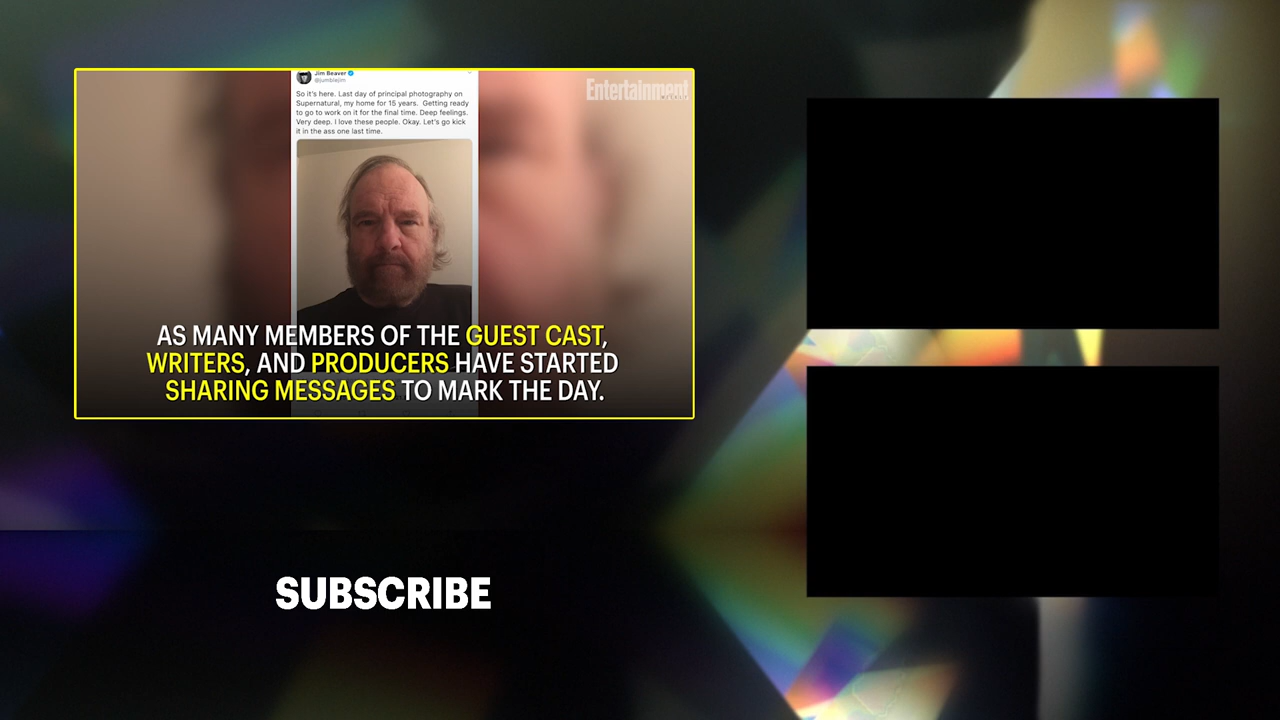 Jim Beaver
@jumblejim
So it's here. Last day of principal photography on
Supernatural, my home for 15 years. Getting ready
to go to work on it for the final time. Deep feelings.
Very deep. I love these people. Okay. Let's go kick
it in the ass one last time.
Entertainment
AS MANY MEMBERS OF THE GUEST CAST,
WRITERS, AND PRODUCERS HAVE STARTED
SHARING MESSAGES TO MARK THE DAY.
SUBSCRIBE